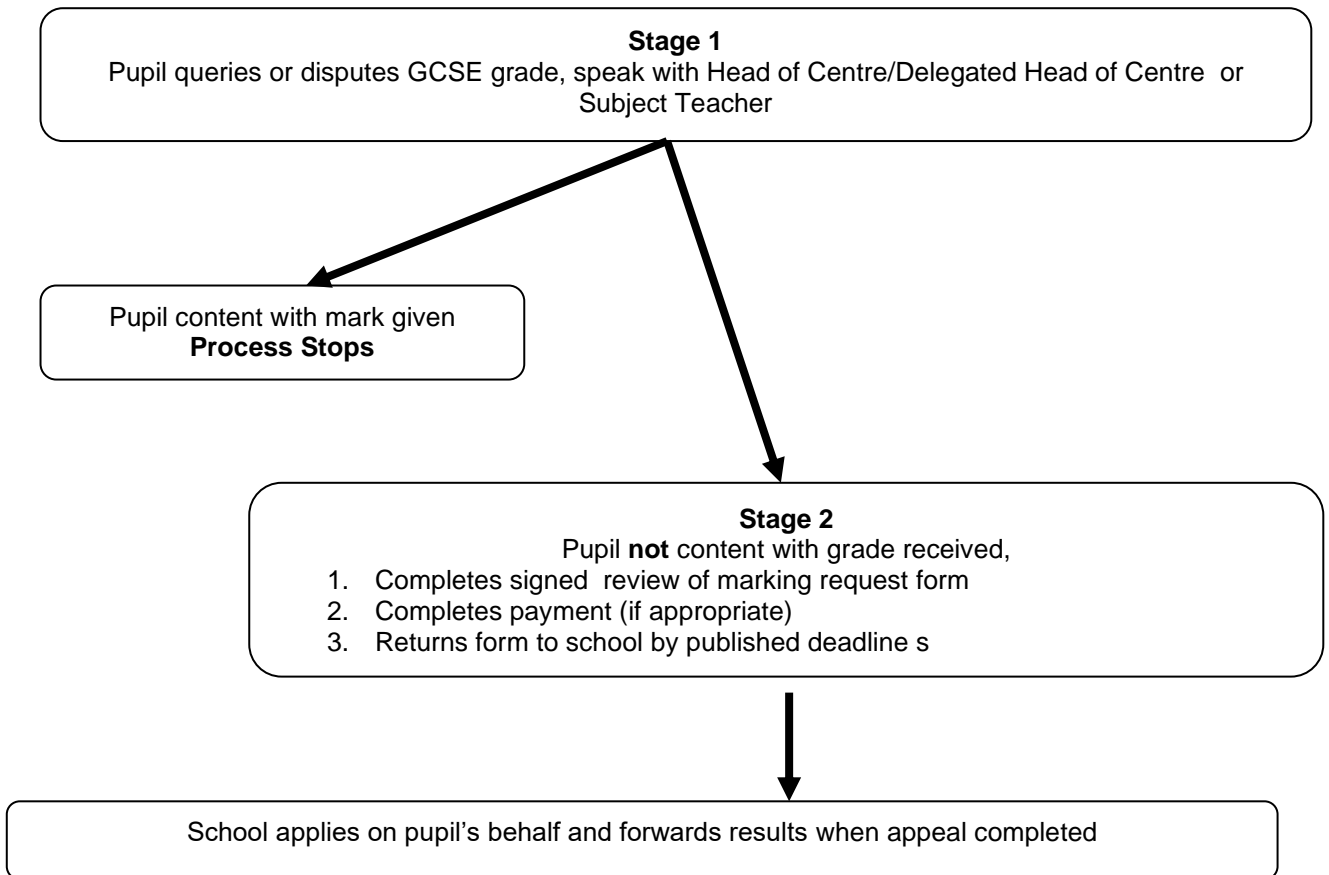 Stage 1
Pupil queries or disputes GCSE grade, speak with Head of Centre/Delegated Head of Centre or
Subject Teacher
Pupil content with mark given
Process Stops
Stage 2
Pupil not content with grade received,
1. Completes signed review of marking request form
2. Completes payment (if appropriate)
3. Returns form to school by published deadline s
School applies on pupil's behalf and forwards results when appeal completed